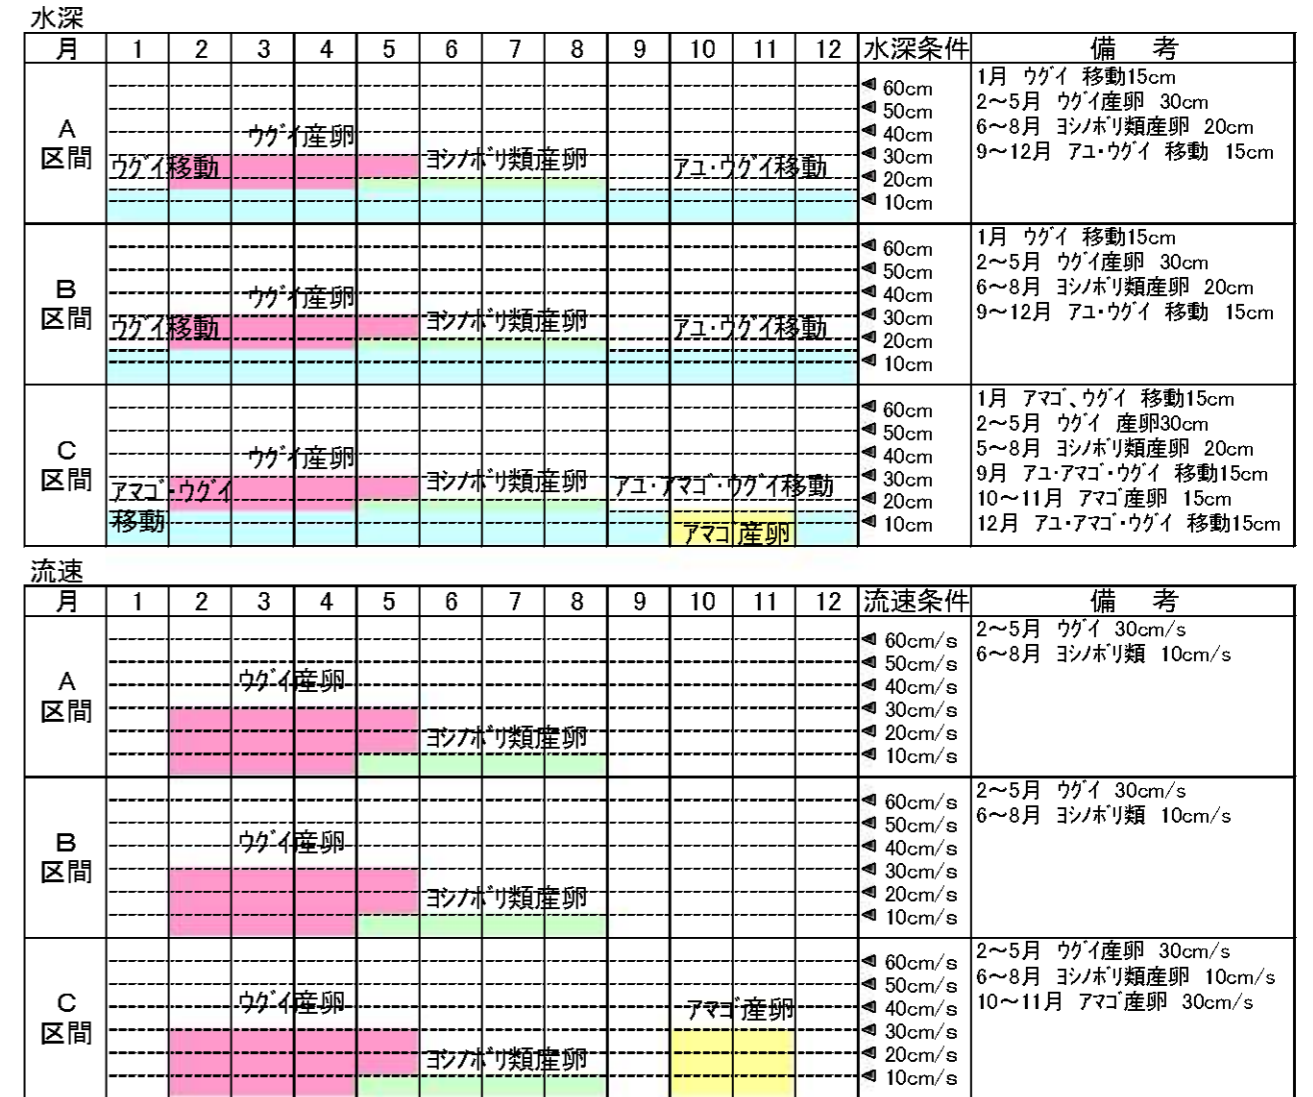 水深
月 1 2 3 4 5 6 7 8 9 10 11 12 水深条件 備 考
A
区間
ウグイ移動
ウグイ産卵
ヨシノボリ類産卵
アユ・ウグイ移動
60cm
50cm
40cm
30cm
20cm
10cm
1月 ウグイ 移動15cm
2～5月 ウグイ産卵 30cm
6～8月 ヨシノボリ類産卵 20cm
9～12月 アユ・ウグイ 移動 15cm
B
区間
ウグイ移動
ウグイ産卵
ヨシノボリ類産卵
アユ・ウグイ移動
60cm
50cm
40cm
30cm
20cm
10cm
1月 ウグイ 移動15cm
2～5月 ウグイ産卵 30cm
6～8月 ヨシノボリ類産卵 20cm
9～12月 アユ・ウグイ 移動 15cm
C
区間
アマゴ・ウグイ
移動
ウグイ産卵
ヨシノボリ類産卵
アユ・アマゴ・ウグイ移動
アマゴ産卵
60cm
50cm
40cm
30cm
20cm
10cm
1月 アマゴ、ウグイ 移動15cm
2～5月 ウグイ 産卵30cm
5～8月 ヨシノボリ類産卵 20cm
9月 アユ・アマゴ・ウグイ 移動15cm
10～11月 アマゴ産卵 15cm
12月 アユ・アマゴ・ウグイ 移動15cm
流速
月 1 2 3 4 5 6 7 8 9 10 11 12 流速条件 備 考
A
区間
ウグイ産卵
ヨシノボリ類産卵
60cm/s
50cm/s
40cm/s
30cm/s
20cm/s
10cm/s
2～5月 ウグイ 30cm/s
6～8月 ヨシノボリ類 10cm/s
B
区間
ウグイ産卵
ヨシノボリ類産卵
60cm/s
50cm/s
40cm/s
30cm/s
20cm/s
10cm/s
2～5月 ウグイ 30cm/s
6～8月 ヨシノボリ類 10cm/s
C
区間
ウグイ産卵
ヨシノボリ類産卵
アマゴ産卵
60cm/s
50cm/s
40cm/s
30cm/s
20cm/s
10cm/s
2～5月 ウグイ産卵 30cm/s
6～8月 ヨシノボリ類産卵 10cm/s
10～11月 アマゴ産卵 30cm/s